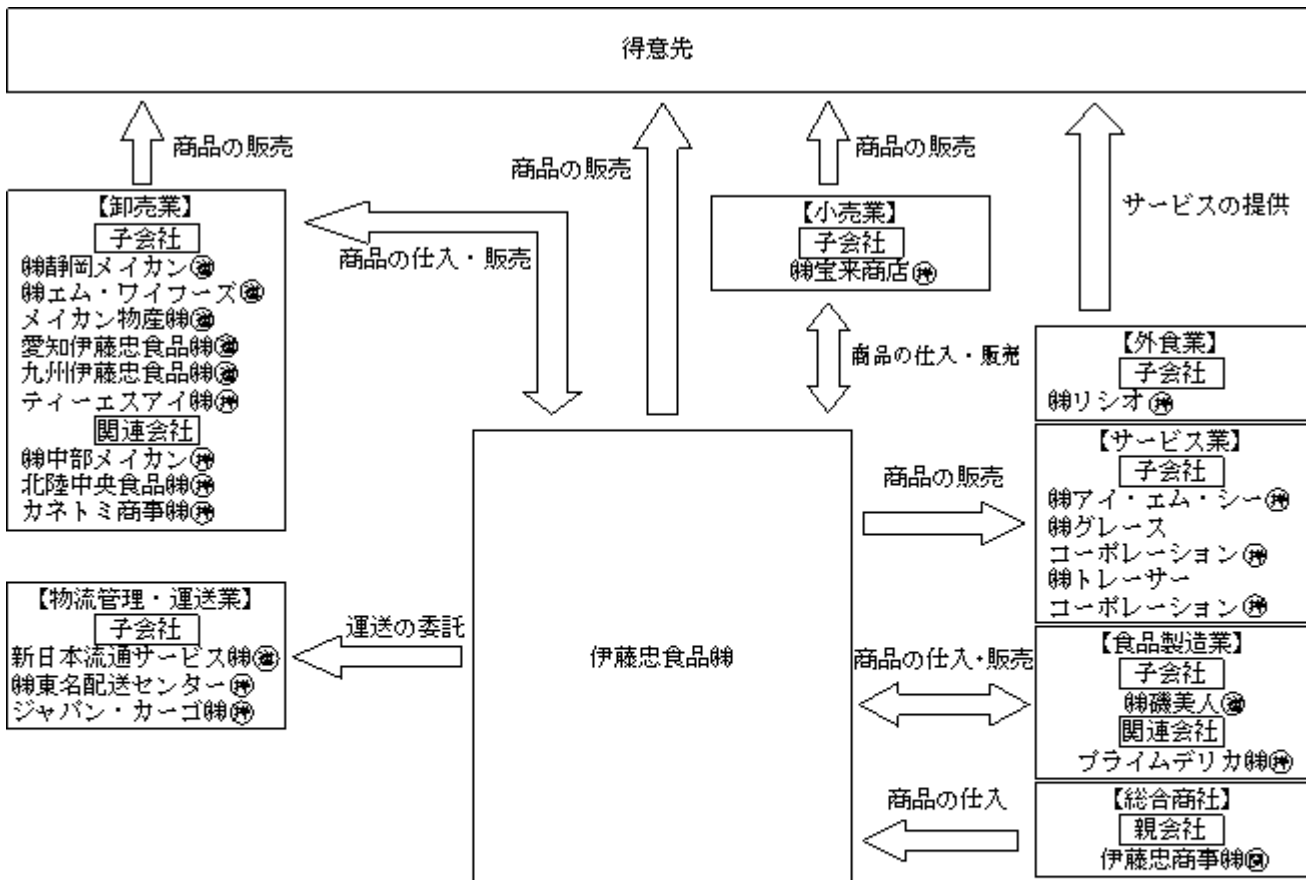 得意先
商品の販売
商品の販売
商品の販売
サービスの提供
【卸売業】
子会社
㈱静岡メイカン㊩
㈱エム・ワイフーズ㊩
メイカン物産㈱
愛知伊藤忠食品㈱
九州伊藤忠食品㈱
ティーエスアイ㈱
関連会社
㈱中部メイカン
北陸中央食品㈱
カネトミ商事㈱
商品の仕入・販売
【小売業】
子会社
㈱宝来商店
商品の仕入・販売
【外食業】
子会社
㈱リシオ
【サービス業】
子会社
㈱アイ・エム・シー
㈱グレース
コーポレーション
㈱トレーサー
コーポレーション
商品の販売
【物流管理・運送業】
子会社
新日本流通サービス㈱
㈱東名配送センター
ジャパン・カーゴ㈱
運送の委託
伊藤忠食品㈱
商品の仕入・販売
【食品製造業】
子会社
㈱磯美人
関連会社
プライムデリカ㈱
商品の仕入
【総合商社】
親会社
伊藤忠商事㈱